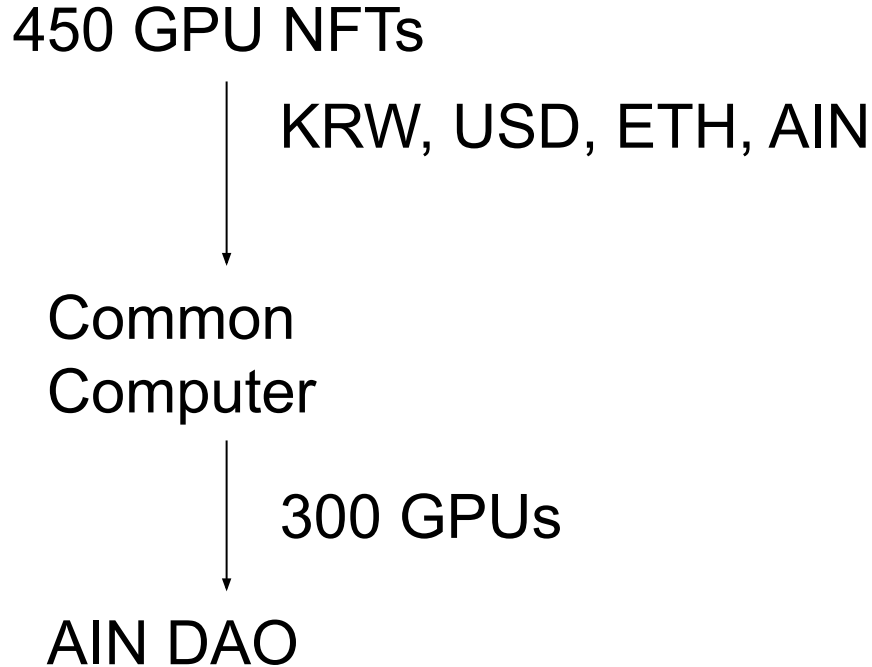 450 GPU NFTs
KRW, USD, ETH, AIN
Common
Computer
300 GPUs
AIN DAO